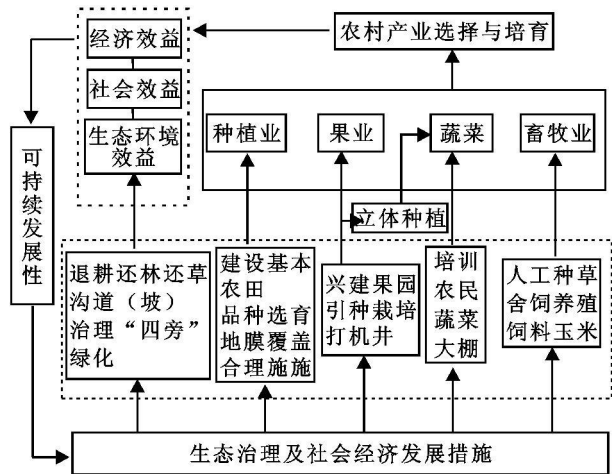 经济效益
社会效益
生态环境
效益
农村产业选择与培育
种植业
果业
蔬菜
畜牧业
可持续发展性
立体种植
退耕还林还草
沟道（坡）
治理“四旁”
绿化
建设基本
农田
品种选育
地膜覆盖
合理施施
兴建果园
引种栽培
打机井
培训
农民
蔬菜
大棚
人工种草
舍饲养殖
饲料玉米
生态治理及社会经济发展措施